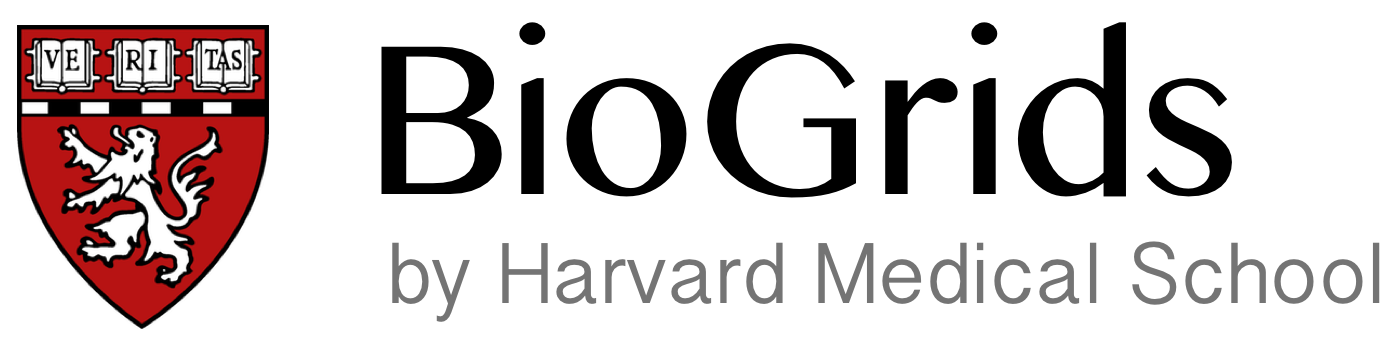 VE RI TAS
BioGrids
by Harvard Medical School